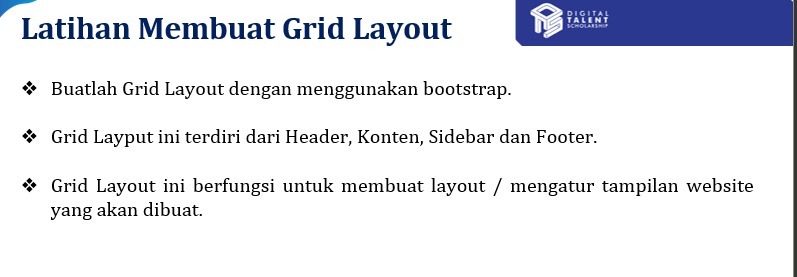 Latihan Membuat Grid Layout
DIGITAL
TALENT
SCHOLARSHIP
❖ Buatlah Grid Layout dengan menggunakan bootstrap.
❖ Grid Layput ini terdiri dari Header, Konten, Sidebar dan Footer.
❖ Grid Layout ini berfungsi untuk membuat layout / mengatur tampilan website
yang akan dibuat.